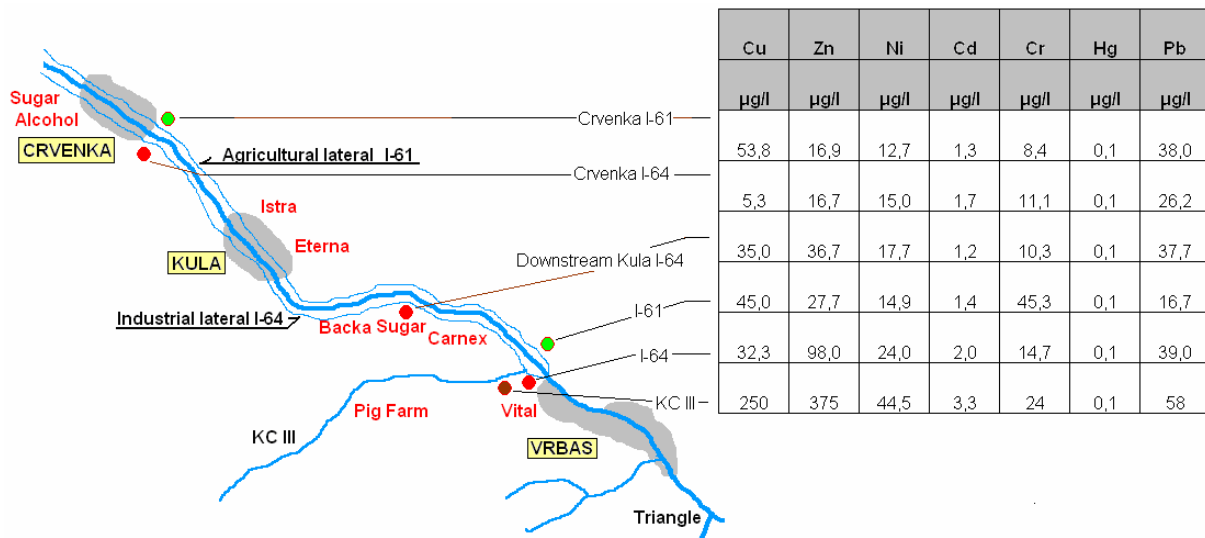 Cu Zn Ni Cd Cr Hg Pb
µg/l µg/l µg/l µg/l µg/l µg/l µg/l
Sugar
Alcohol
CRVENKA
Crvenka I-61
53,8 16,9 12,7 1,3 8,4 0,1 38,0
Agricultural lateral I-61
Crvenka I-64
5,3 16,7 15,0 1,7 11,1 0,1 26,2
Istra
Eterna
KULA
Downstream Kula I-64
35,0 36,7 17,7 1,2 10,3 0,1 37,7
Industrial lateral I-64
Backa Sugar
Carnex
I-61
45,0 27,7 14,9 1,4 45,3 0,1 16,7
I-64
32,3 98,0 24,0 2,0 14,7 0,1 39,0
Pig Farm
Vital
KC III
250 375 44,5 3,3 24 0,1 58
KC III
VRBAS
Triangle